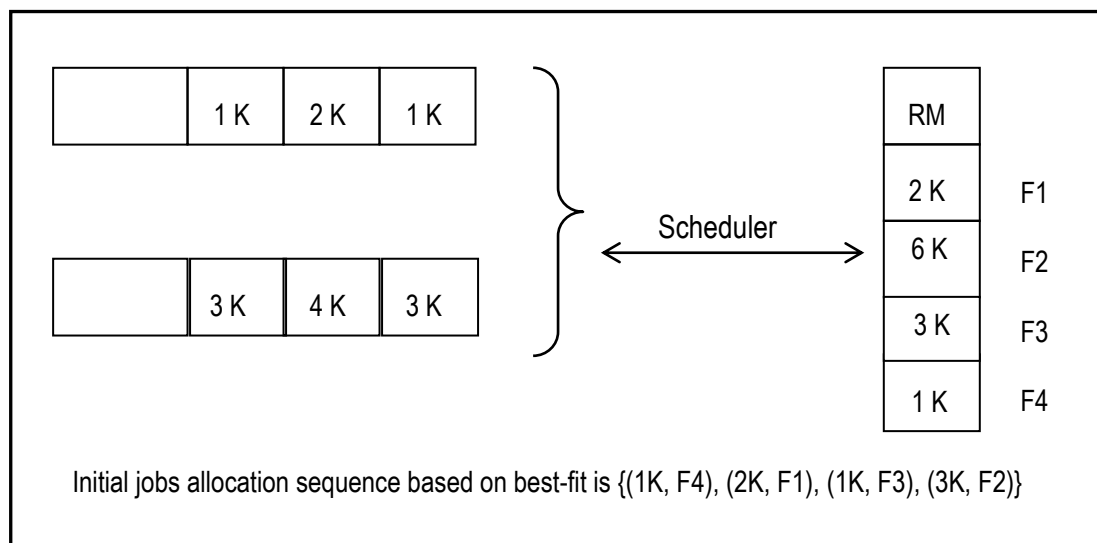 1 K 2 K 1 K
3 K 4 K 3 K
Scheduler
RM
2 K F1
6 K F2
3 K F3
1 K F4
Initial jobs allocation sequence based on best-fit is {(1K, F4), (2K, F1), (1K, F3), (3K, F2)}